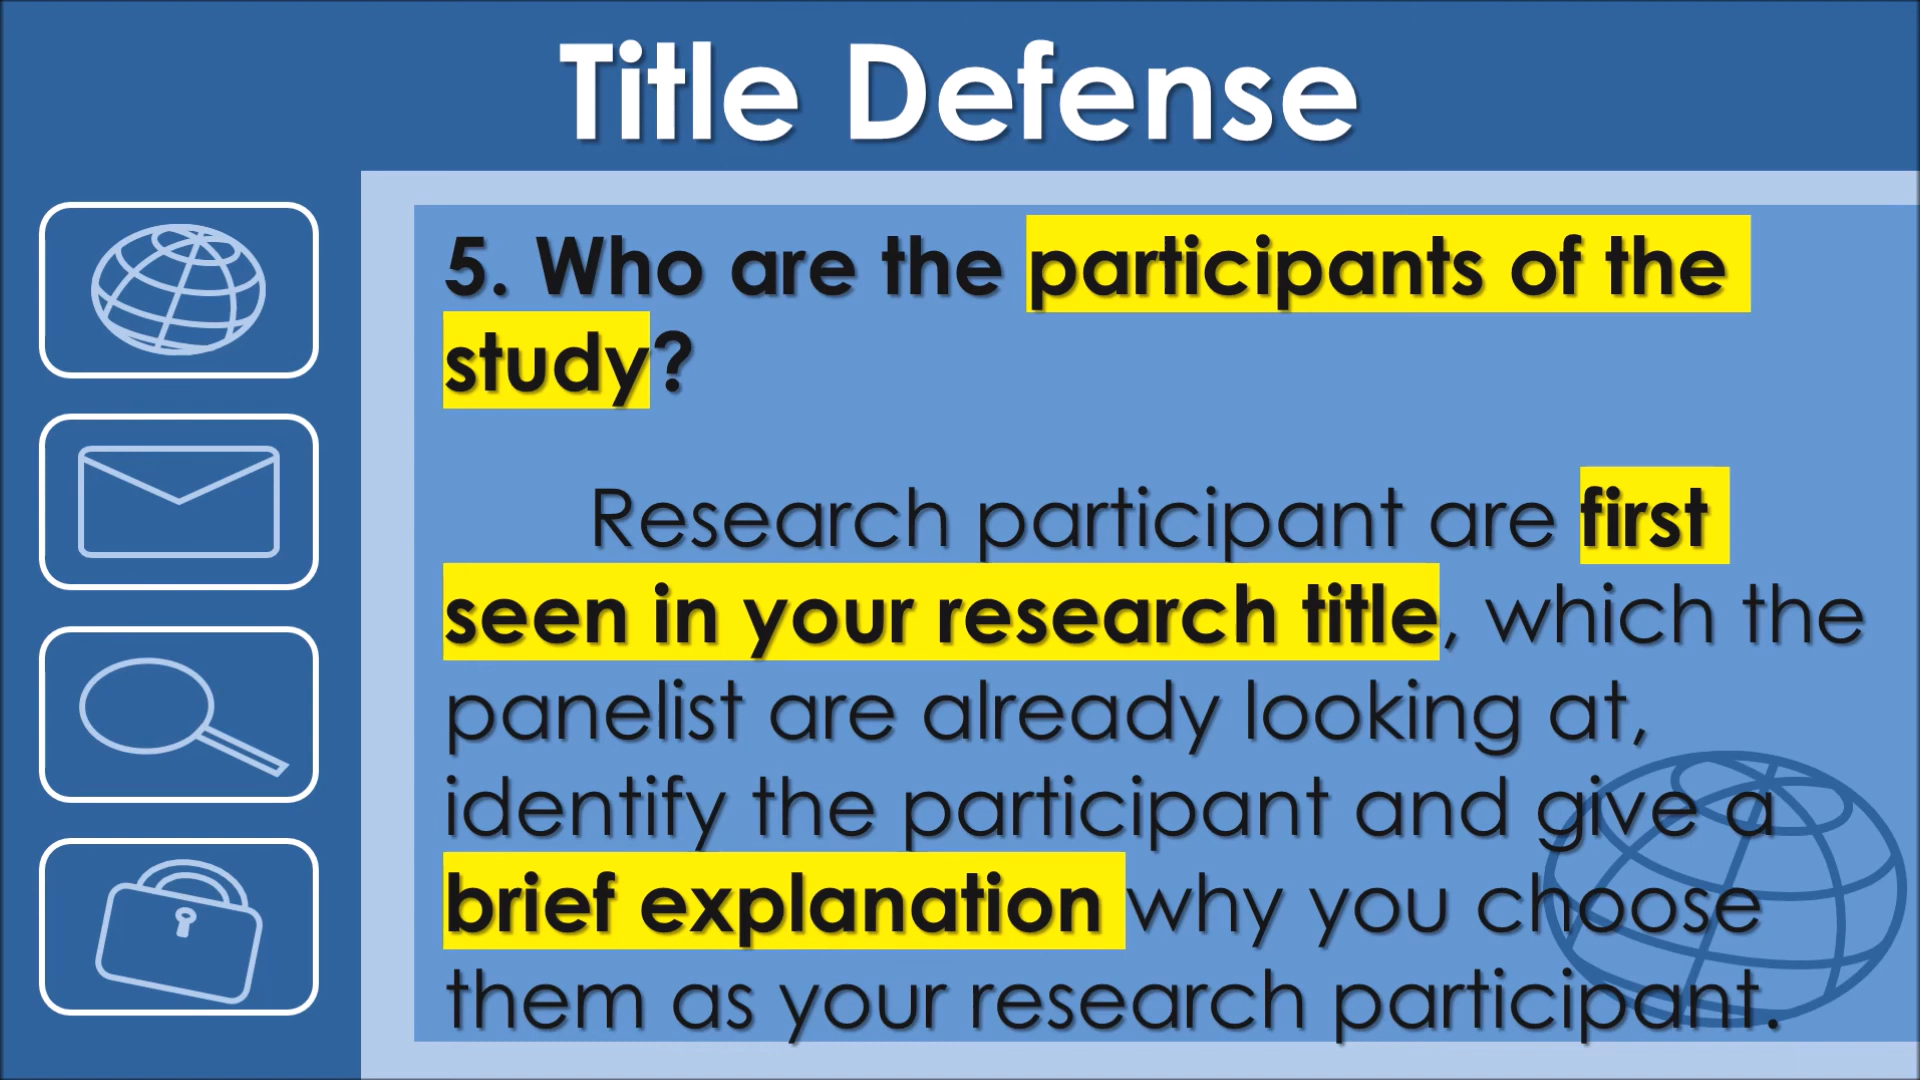 Title Defense
5. Who are the participants of the
study?
Research participant are first
seen in your research title, which the
panelist are already looking at,
identify the participant and give a
brief explanation why you choose
them as your research participant.